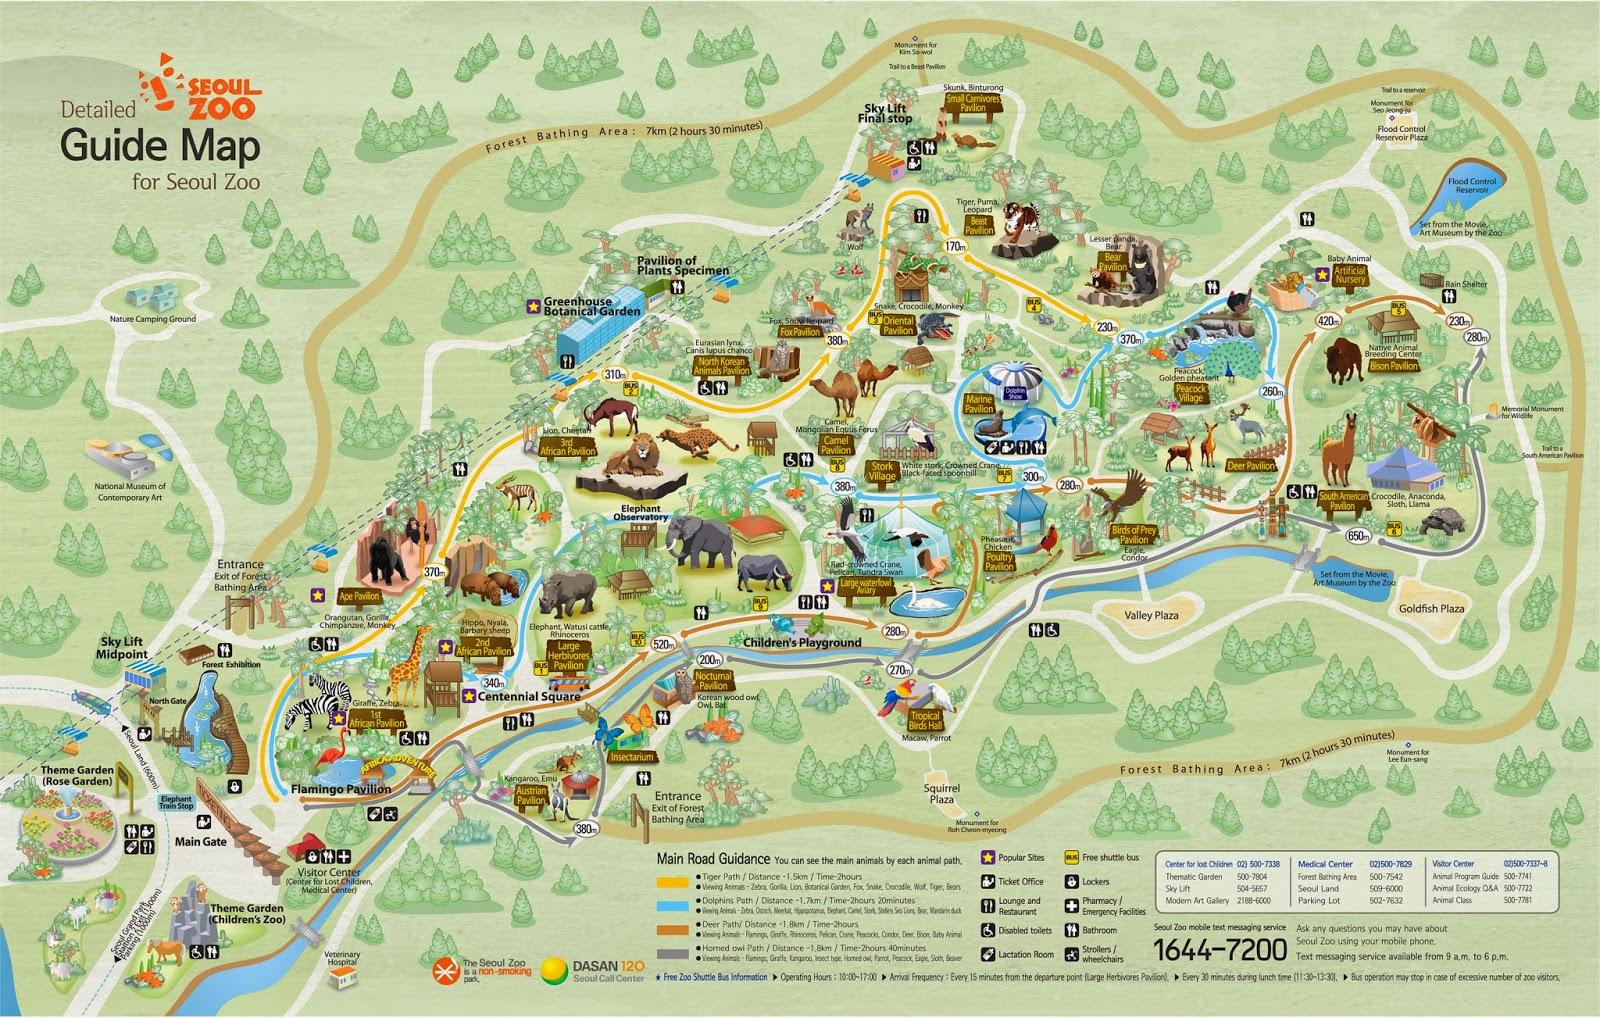 Detailed
SEOUL
ZOO
Guide Map
for Seoul Zoo
Monument for
Kim So-wol
Trail to a Beast Pavilion
Skunk, Binturong
Small Carnivores
Pavilion
Sky Lift
Final stop
Trail to a reservoir
Monument for
Seo Jeong-ju
Flood Control
Reservoir Plaza
Flood Control
Reservoir
Set from the Movie,
Art Museum by the Zoo
Forest Bathing Area: 7km (2 hours 30 minutes)
Wolf
Tiger, Puma,
Leopard
Beast
Pavilion
170m
Lesser panda,
Bear
Bear
Pavilion
Baby Animal
Artificial
Nursery
Rain Shelter
Pavilion of
Plants Specimen
Greenhouse
Botanical Garden
Nature Camping Ground
Snake, Crocodile, Monkey
BUS
3
Oriental
Pavilion
BUS
4
Fox, Snow leopard
Fox Pavilion
380m
230m
370m
420m
BUS
5
230m
280m
Native Animal
Breeding Center
Bison Pavilion
Eurasian lynx,
Canis lupus chanco
North Korean
Animals Pavilion
310m
BUS
2
Peacock,
Golden pheasant
Peacock
Village
260m
Dolphin
Show
Marine
Pavilion
Lion, Cheetah
3rd
African Pavilion
Camel,
Mongolian Equus Ferus
Camel
Pavilion
BUS
8
Stork
Village
White stork, Crowned Crane,
Black-faced spoonbill
BUS
7
300m
280m
380m
Deer Pavilion
Memorial Monument
for Wildlife
Trail to a
South American Pavilion
South American
Pavilion
Crocodile, Anaconda,
Sloth, Llama
650m
BUS
6
National Museum of
Contemporary Art
Elephant
Observatory
Pheasant,
Chicken
Poultry
Pavilion
Birds of Prey
Pavilion
Eagle,
Condor
Red-crowned Crane,
Pelican, Tundra Swan
Large waterfowl
Aviary
Set from the Movie,
Art Museum by the Zoo
Goldfish Plaza
Valley Plaza
Entrance
Exit of Forest
Bathing Area
370m
Ape Pavilion
Orangutan, Gorilla,
Chimpanzee, Monkey
Hippo, Nyala,
Barbary sheep
2nd
African Pavilion
Elephant, Watusi cattle,
Rhinoceros
Large
Herbivores
Pavilion
BUS
1
BUS
10
BUS
9
520m
280m
Children's Playground
200m
270m
340m
Centennial Square
Sky Lift
Midpoint
Forest Exhibition
North Gate
Giraffe, Zebra
1st
African Pavilion
AFRICA ADVENTURE
Flamingo Pavilion
Nocturnal
Pavilion
Korean wood owl,
Owl, Bat
Tropical
Birds Hall
Macaw, Parrot
Insectarium
Kangaroo, Emu
Austrian
Pavilion
380m
Entrance
Exit of Forest
Bathing Area
Squirrel
Plaza
Monument for
Roh Cheon-myeong
Forest Bathing Area: 7km (2 hours 30 minutes)
Monument for
Lee Eun-sang
Seoul Land (600m)
Theme Garden
(Rose Garden)
Elephant
Train Stop
TICKETING
Main Gate
Visitor Center
(Center for Lost Children,
Medical Center)
Theme Garden
(Children's Zoo)
Seoul Grand Park
Station 2 Exit (1300m)
Parking (1000m)
Veterinary
Hospital
The Seoul Zoo
is a non-smoking
park.
DASAN 120
Seoul Call Center
Main Road Guidance You can see the main animals by each animal path.
● Tiger Path / Distance -1.5km / Time-2hours
● Viewing Animals - Zebra, Gorilla, Lion, Botanical Garden, Fox, Snake, Crocodile, Wolf, Tiger, Bears
● Dolphins Path / Distance -1.7km / Time-2hours 20minutes
● Viewing Animals - Zebra, Ostrich, Meerkat, Hippopotamus, Elephant, Camel, Stork, Stellers Sea Lions, Bear, Mandarin duck
● Deer Path/ Distance -1.8km / Time-2hours
● Viewing Animals - Flamingo, Giraffe, Rhinoceros, Pelican, Crane, Peacocks, Condor, Deer, Bison, Baby Animal
● Horned owl Path / Distance -1.8km / Time-2hours 40minutes
● Viewing Animals - Flamingo, Giraffe, Kangaroo, Insect type, Horned owl, Parrot, Peacock, Eagle, Sloth, Beaver
★ Free Zoo Shuttle Bus Information ▶ Operating Hours : 10:00~17:00 ▶ Arrival Frequency : Every 15 minutes from the departure point (Large Herbivores Pavilion), ▶ Every 30 minutes during lunch time (11:30~13:30), ▶ Bus operation may stop in case of excessive number of zoo visitors,
Popular Sites
BUS Free shuttle bus
Ticket Office
Lockers
Lounge and
Restaurant
Pharmacy /
Emergency Facilities
Disabled toilets
Bathroom
Lactation Room
Strollers /
wheelchairs
Center for lost Children 02) 500-7338
Thematic Garden 500-7804
Sky Lift 504-5657
Modern Art Gallery 2188-6000
Medical Center 02)500-7829
Forest Bathing Area 500-7542
Seoul Land 509-6000
Parking Lot 502-7632
Visitor Center 02)500-7337~8
Animal Program Guide 500-7741
Animal Ecology Q&A 500-7722
Animal Class 500-7781
Seoul Zoo mobile text messaging service
1644-7200
Ask any questions you may have about
Seoul Zoo using your mobile phone.
Text messaging service available from 9 a.m. to 6 p.m.